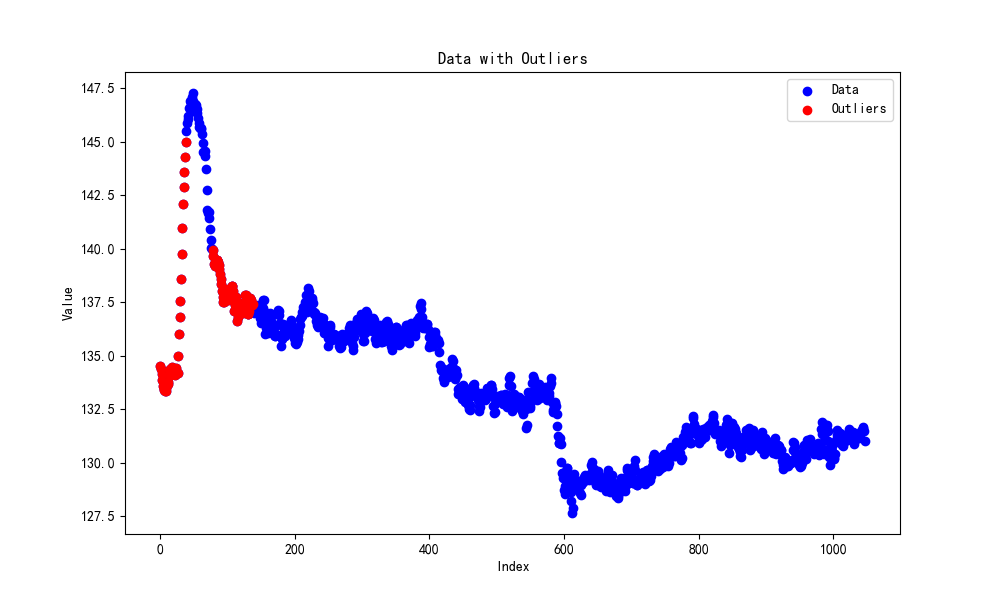 Data with Outliers
147.5
145.0
142.5
140.0
137.5
135.0
132.5
130.0
127.5
Value
0 200 400 600 800 1000
Index
Data
Outliers